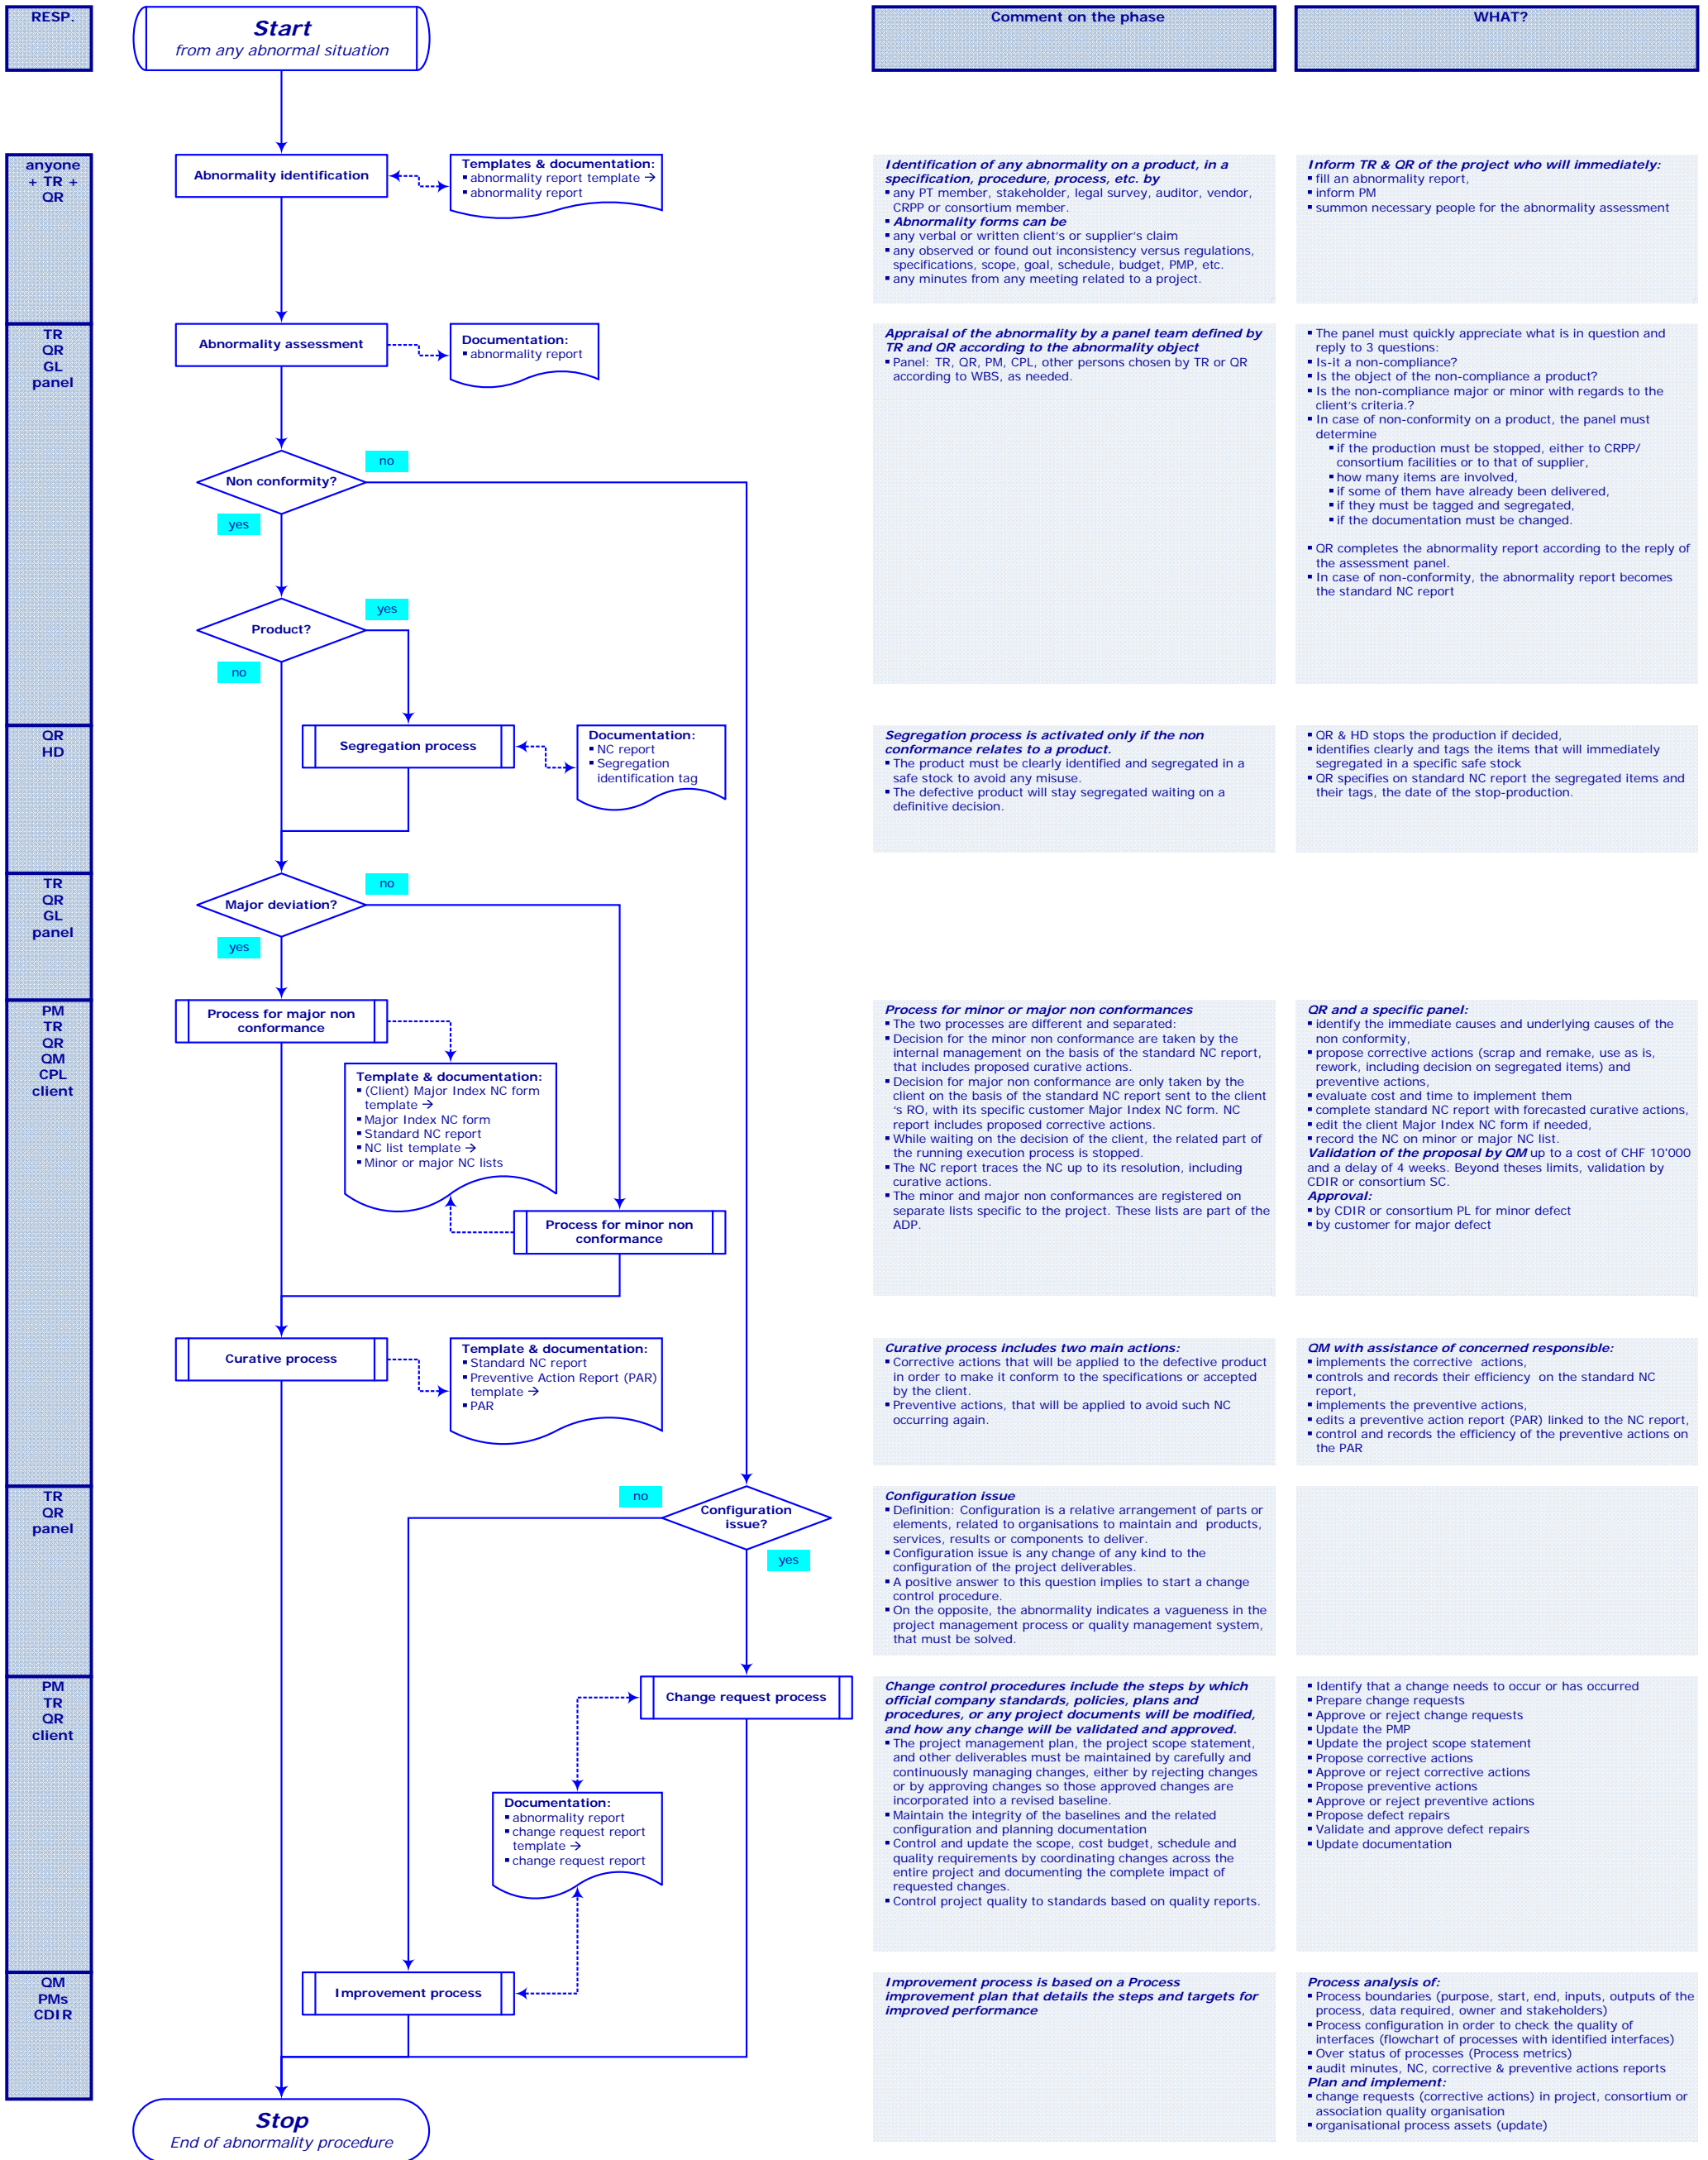 RESP.
Start
from any abnormal situation
Comment on the phase
WHAT?
anyone
+ TR +
QR
Abnormality identification
Templates & documentation:
▪ abnormality report template →
▪ abnormality report
Identification of any abnormality on a product, in a
specification, procedure, process, etc. by
▪ any PT member, stakeholder, legal survey, auditor, vendor,
CRPP or consortium member.
▪ Abnormality forms can be
▪ any verbal or written client's or supplier's claim
▪ any observed or found out inconsistency versus regulations,
specifications, scope, goal, schedule, budget, PMP, etc.
▪ any minutes from any meeting related to a project.
Inform TR & QR of the project who will immediately:
▪ fill an abnormality report,
▪ inform PM
▪ summon necessary people for the abnormality assessment
TR
QR
GL
panel
Abnormality assessment
Documentation:
▪ abnormality report
Appraisal of the abnormality by a panel team defined by
TR and QR according to the abnormality object
▪ Panel: TR, QR, PM, CPL, other persons chosen by TR or QR
according to WBS, as needed.
▪ The panel must quickly appreciate what is in question and
reply to 3 questions:
▪ Is-it a non-compliance?
▪ Is the object of the non-compliance a product?
▪ Is the non-compliance major or minor with regards to the
client's criteria.?
▪ In case of non-conformity on a product, the panel must
determine
▪ if the production must be stopped, either to CRPP/
consortium facilities or to that of supplier,
▪ how many items are involved,
▪ if some of them have already been delivered,
▪ if they must be tagged and segregated,
▪ if the documentation must be changed.
▪ QR completes the abnormality report according to the reply of
the assessment panel.
▪ In case of non-conformity, the abnormality report becomes
the standard NC report
no
Non conformity?
yes
yes
Product?
no
QR
HD
Segregation process
Documentation:
▪ NC report
▪ Segregation
identification tag
Segregation process is activated only if the non
conformance relates to a product.
▪ The product must be clearly identified and segregated in a
safe stock to avoid any misuse.
▪ The defective product will stay segregated waiting on a
definitive decision.
▪ QR & HD stops the production if decided,
▪ identifies clearly and tags the items that will immediately
segregated in a specific safe stock
▪ QR specifies on standard NC report the segregated items and
their tags, the date of the stop-production.
TR
QR
GL
panel
no
Major deviation?
yes
PM
TR
QR
QM
CPL
client
Process for major non
conformance
Template & documentation:
▪ (Client) Major Index NC form
template →
▪ Major Index NC form
▪ Standard NC report
▪ NC list template →
▪ Minor or major NC lists
Process for minor non
conformance
Process for minor or major non conformances
▪ The two processes are different and separated:
▪ Decision for the minor non conformance are taken by the
internal management on the basis of the standard NC report,
that includes proposed curative actions.
▪ Decision for major non conformance are only taken by the
client on the basis of the standard NC report sent to the client
's RO, with its specific customer Major Index NC form. NC
report includes proposed corrective actions.
▪ While waiting on the decision of the client, the related part of
the running execution process is stopped.
▪ The NC report traces the NC up to its resolution, including
curative actions.
▪ The minor and major non conformances are registered on
separate lists specific to the project. These lists are part of the
ADP.
QR and a specific panel:
▪ identify the immediate causes and underlying causes of the
non conformity,
▪ propose corrective actions (scrap and remake, use as is,
rework, including decision on segregated items) and
preventive actions,
▪ evaluate cost and time to implement them
▪ complete standard NC report with forecasted curative actions,
▪ edit the client Major Index NC form if needed,
▪ record the NC on minor or major NC list.
Validation of the proposal by QM up to a cost of CHF 10'000
and a delay of 4 weeks. Beyond theses limits, validation by
CDIR or consortium SC.
Approval:
▪ by CDIR or consortium PL for minor defect
▪ by customer for major defect
Curative process
Template & documentation:
▪ Standard NC report
▪ Preventive Action Report (PAR)
template →
▪ PAR
Curative process includes two main actions:
▪ Corrective actions that will be applied to the defective product
in order to make it conform to the specifications or accepted
by the client.
▪ Preventive actions, that will be applied to avoid such NC
occurring again.
QM with assistance of concerned responsible:
▪ implements the corrective actions,
▪ controls and records their efficiency on the standard NC
report,
▪ implements the preventive actions,
▪ edits a preventive action report (PAR) linked to the NC report,
▪ control and records the efficiency of the preventive actions on
the PAR
TR
QR
panel
no
Configuration
issue?
yes
Configuration issue
▪ Definition: Configuration is a relative arrangement of parts or
elements, related to organisations to maintain and products,
services, results or components to deliver.
▪ Configuration issue is any change of any kind to the
configuration of the project deliverables.
▪ A positive answer to this question implies to start a change
control procedure.
▪ On the opposite, the abnormality indicates a vagueness in the
project management process or quality management system,
that must be solved.
PM
TR
QR
client
Change request process
Documentation:
▪ abnormality report
▪ change request report
template →
▪ change request report
Change control procedures include the steps by which
official company standards, policies, plans and
procedures, or any project documents will be modified,
and how any change will be validated and approved.
▪ The project management plan, the project scope statement,
and other deliverables must be maintained by carefully and
continuously managing changes, either by rejecting changes
or by approving changes so those approved changes are
incorporated into a revised baseline.
▪ Maintain the integrity of the baselines and the related
configuration and planning documentation
▪ Control and update the scope, cost budget, schedule and
quality requirements by coordinating changes across the
entire project and documenting the complete impact of
requested changes.
▪ Control project quality to standards based on quality reports.
▪ Identify that a change needs to occur or has occurred
▪ Prepare change requests
▪ Approve or reject change requests
▪ Update the PMP
▪ Update the project scope statement
▪ Propose corrective actions
▪ Approve or reject corrective actions
▪ Propose preventive actions
▪ Approve or reject preventive actions
▪ Propose defect repairs
▪ Validate and approve defect repairs
▪ Update documentation
QM
PMs
CDIR
Improvement process
Improvement process is based on a Process
improvement plan that details the steps and targets for
improved performance
Process analysis of:
▪ Process boundaries (purpose, start, end, inputs, outputs of the
process, data required, owner and stakeholders)
▪ Process configuration in order to check the quality of
interfaces (flowchart of processes with identified interfaces)
▪ Over status of processes (Process metrics)
▪ audit minutes, NC, corrective & preventive actions reports
Plan and implement:
▪ change requests (corrective actions) in project, consortium or
association quality organisation
▪ organisational process assets (update)
Stop
End of abnormality procedure